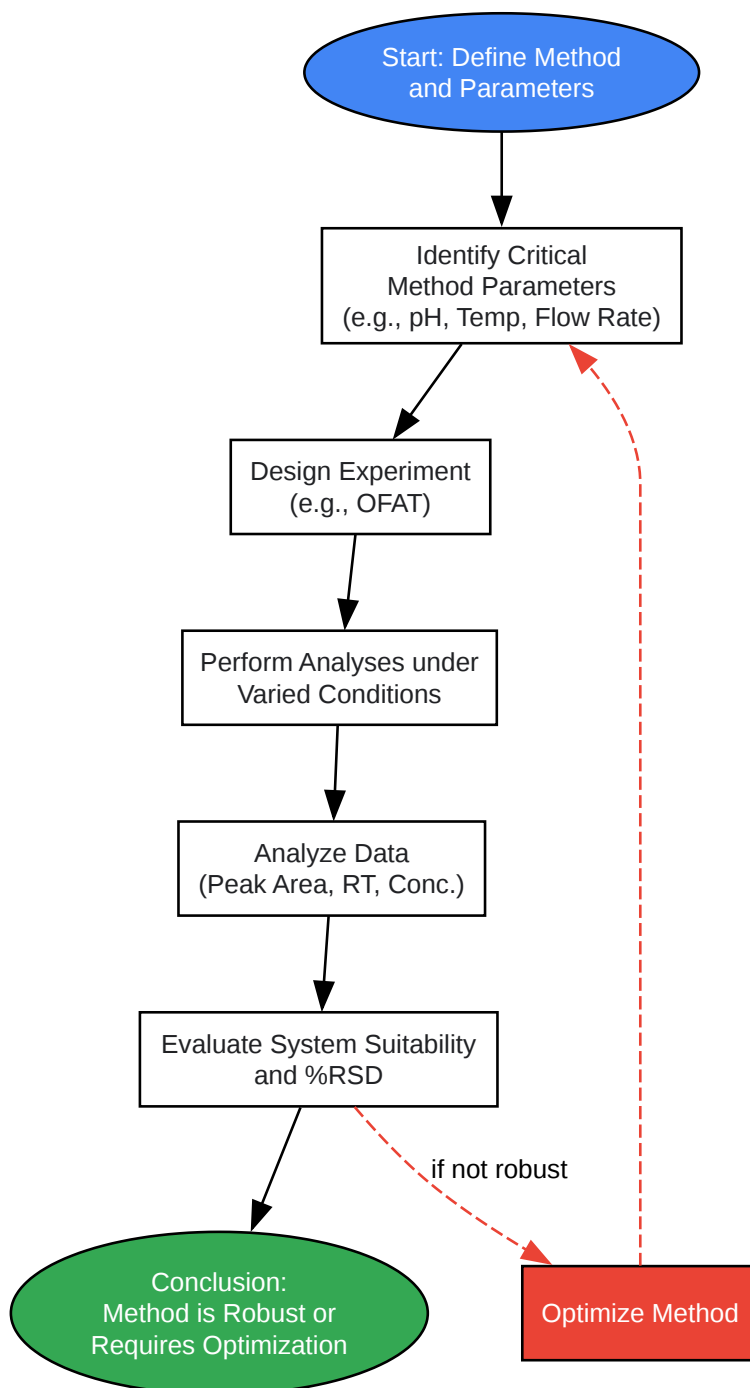 Start: Define Method
and Parameters
Identify Critical
Method Parameters
(e.g., pH, Temp, Flow Rate)
Design Experiment
(e.g., OFAT)
Perform Analyses under
Varied Conditions
Analyze Data
(Peak Area, RT, Conc.)
Evaluate System Suitability
and %RSD
if not robust
Conclusion:
Method is Robust or
Requires Optimization
Optimize Method